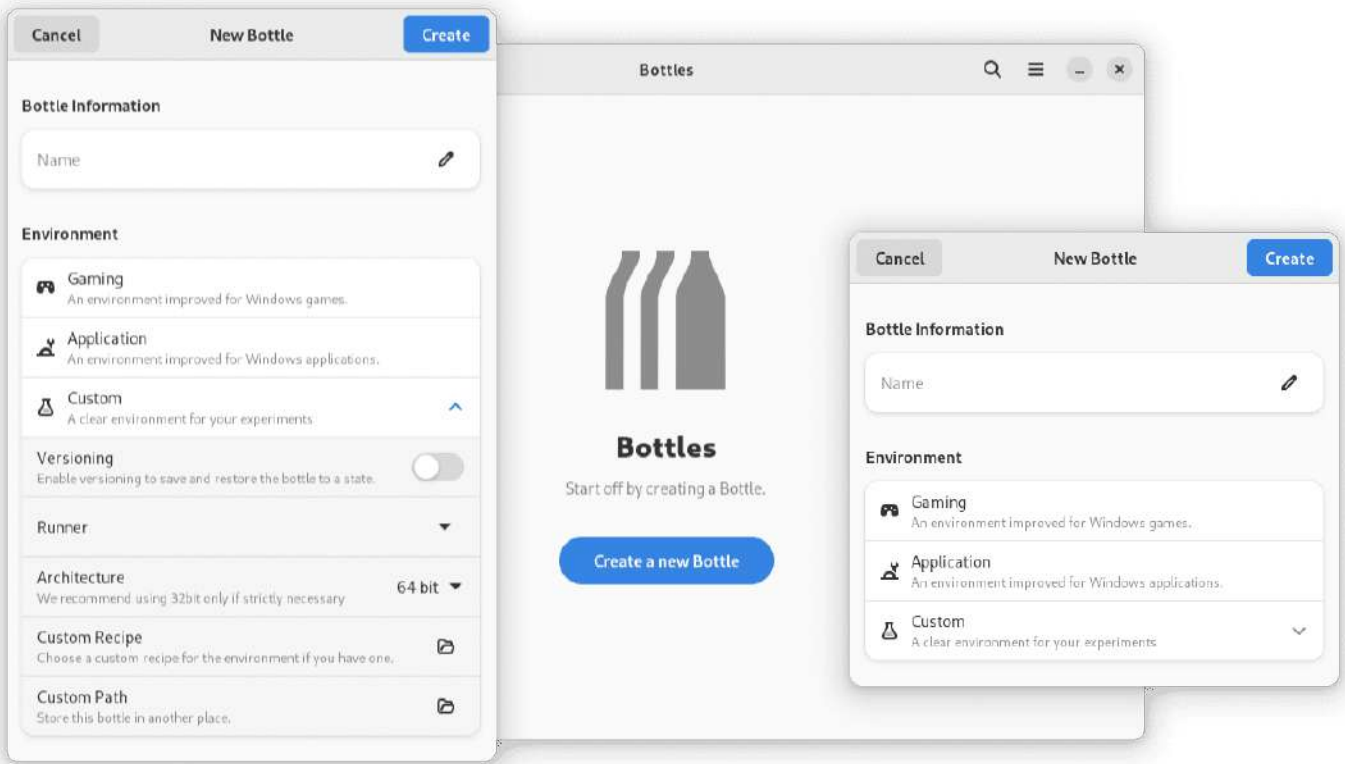 Cancel New Bottle Create
Bottle Information
Name
Environment
Gaming
An environment improved for Windows games.
Application
An environment improved for Windows applications.
Custom
A clear environment for your experiments
Versioning
Enable versioning to save and restore the bottle to a state.
Runner
Architecture
We recommend using 32bit only if strictly necessary
64 bit
Custom Recipe
Choose a custom recipe for the environment if you have one.
Custom Path
Store this bottle in another place.
Bottles
Bottles
Start off by creating a Bottle.
Create a new Bottle
Cancel New Bottle Create
Bottle Information
Name
Environment
Gaming
An environment improved for Windows games.
Application
An environment improved for Windows applications.
Custom
A clear environment for your experiments